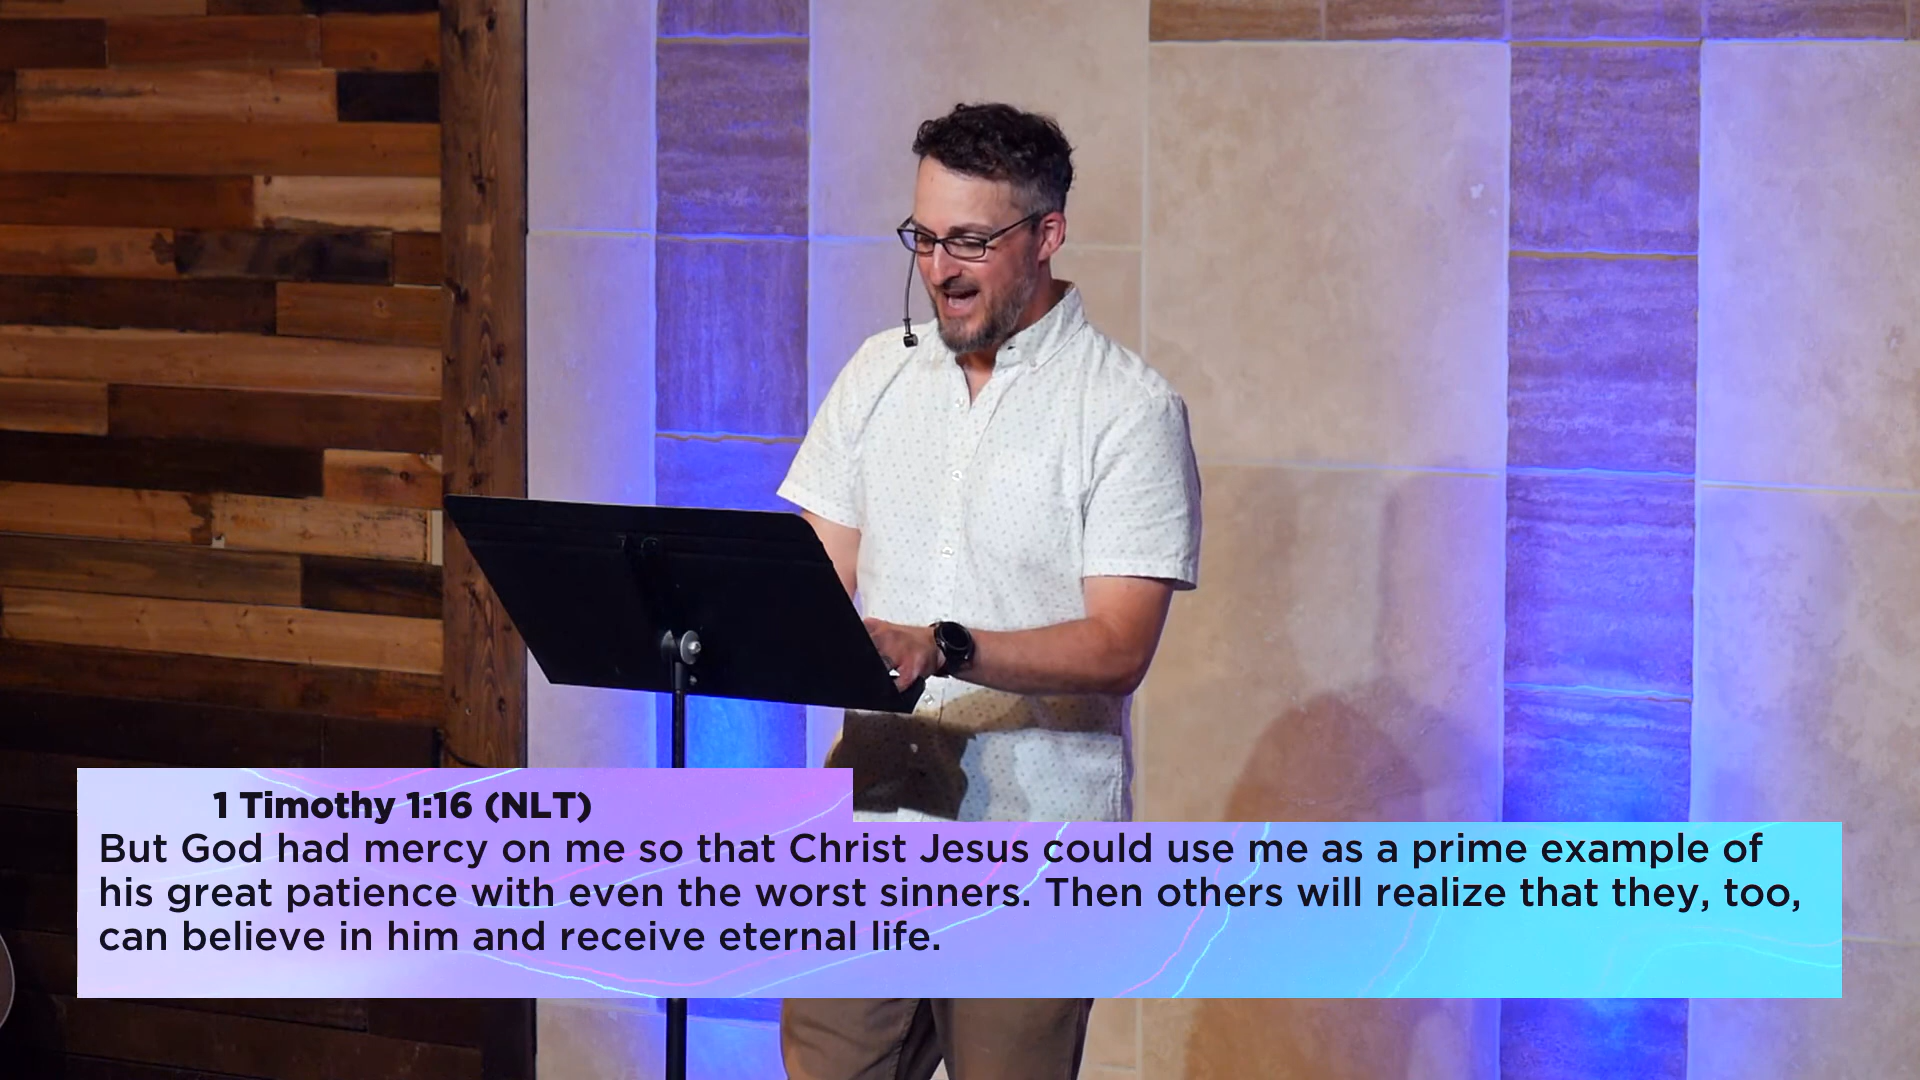 1 Timothy 1:16 (NLT)
But God had mercy on me so that Christ Jesus could use me as a prime example of
his great patience with even the worst sinners. Then others will realize that they, too,
can believe in him and receive eternal life.